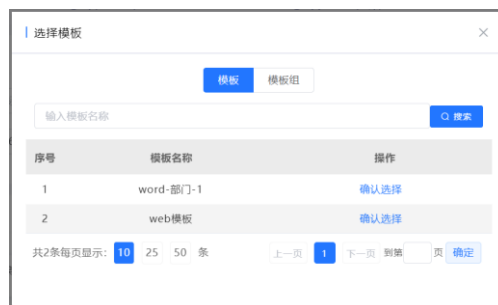 选择模板
模板 模板组
输入模板名称 搜索
序号 模板名称 操作
1 word-部门-1 确认选择
2 web模板 确认选择
共2条每页显示: 10 25 50 条 上一页 1 下一页 到第 页 确定